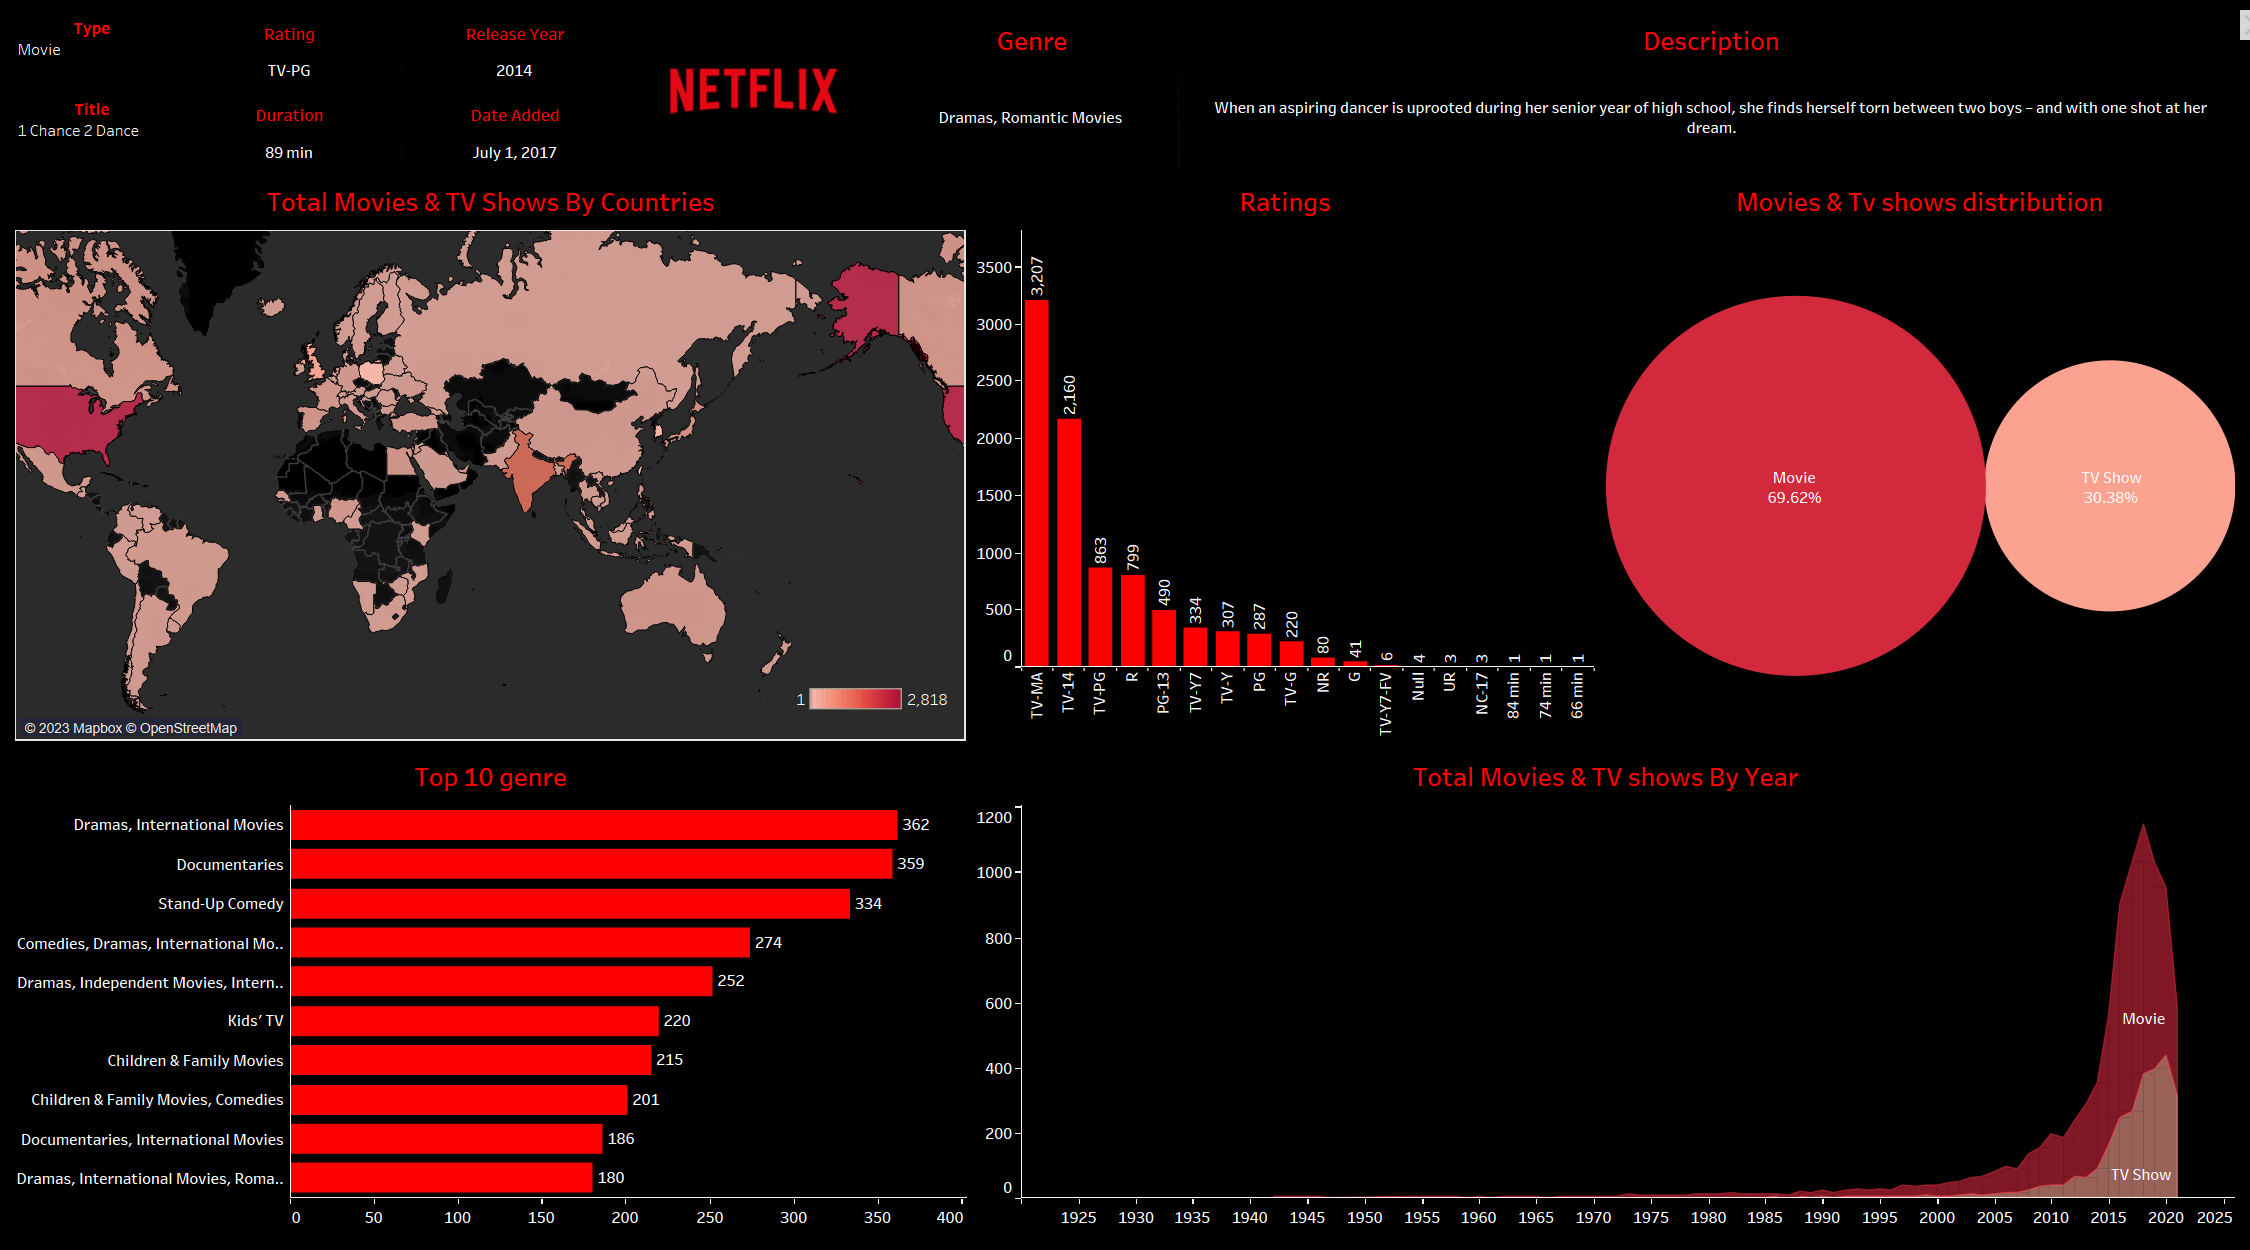 Type
Movie
Rating
TV-PG
Release Year
2014
Title
1 Chance 2 Dance
Duration
89 min
Date Added
July 1, 2017
NETFLIX
Genre
Dramas, Romantic Movies
Description
When an aspiring dancer is uprooted during her senior year of high school, she finds herself torn between two boys – and with one shot at her
dream.
Total Movies & TV Shows By Countries
1
2,818
© 2023 Mapbox © OpenStreetMap
Ratings
3500
3000
2500
2000
1500
1000
500
0
3,207
2,160
863
799
490
334
307
287
220
80
41
6
4
3
3
1
1
1
TV-MA
TV-14
TV-PG
R
PG-13
TV-Y7
TV-Y
PG
TV-G
NR
G
TV-Y7-FV
Null
UR
NC-17
84 min
74 min
66 min
Movies & Tv shows distribution
Movie
69.62%
TV Show
30.38%
Top 10 genre
Dramas, International Movies 362
Documentaries 359
Stand-Up Comedy 334
Comedies, Dramas, International Mo.. 274
Dramas, Independent Movies, Intern.. 252
Kids’ TV 220
Children & Family Movies 215
Children & Family Movies, Comedies 201
Documentaries, International Movies 186
Dramas, International Movies, Roma.. 180
0 50 100 150 200 250 300 350 400
Total Movies & TV shows By Year
1200
1000
800
600
400
200
0
Movie
TV Show
1925 1930 1935 1940 1945 1950 1955 1960 1965 1970 1975 1980 1985 1990 1995 2000 2005 2010 2015 2020 2025